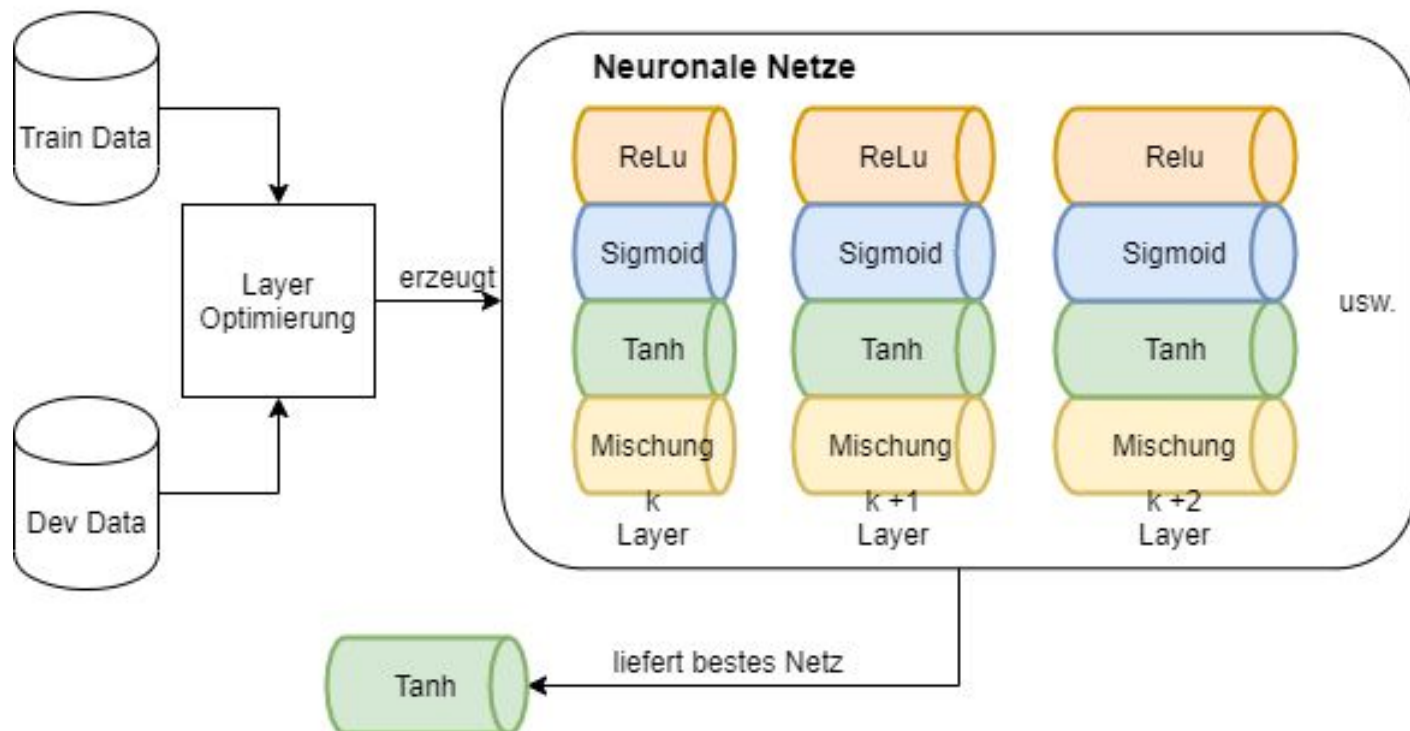 Train Data
Dev Data
Layer
Optimierung
erzeugt
Neuronale Netze
ReLu
Sigmoid
Tanh
Mischung
k
Layer
ReLu
Sigmoid
Tanh
Mischung
k +1
Layer
Relu
Sigmoid
Tanh
Mischung
k +2
Layer
usw.
liefert bestes Netz
Tanh